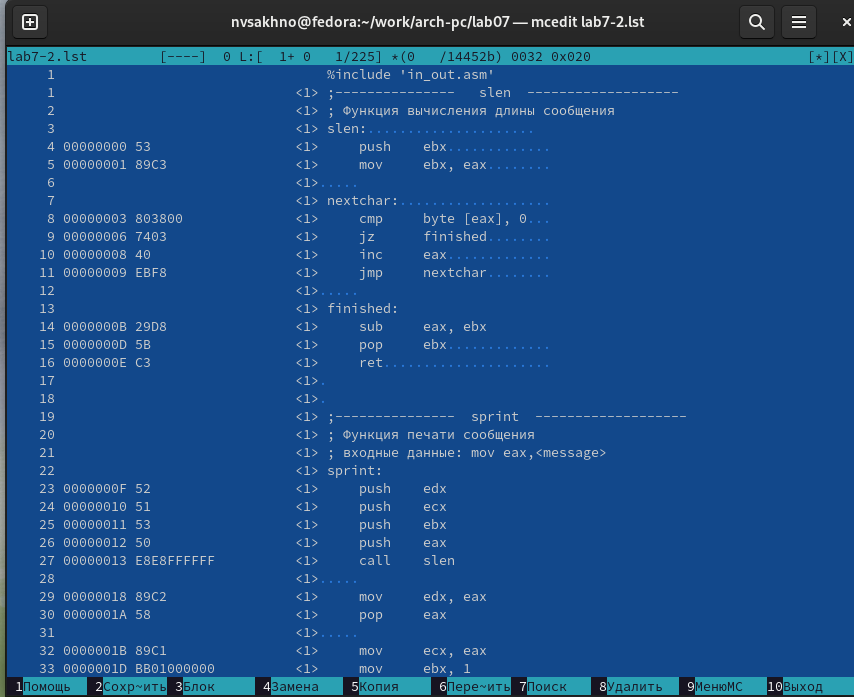 nvsakhno@fedora:~/work/arch-pc/lab07 — mcedit lab7-2.lst
lab7-2.lst [----] 0 L:[ 1+ 0 1/225] *(0 /14452b) 0032 0x020 [*][X]
1 %include 'in_out.asm'
1 <1> ;--------------- slen -------------------
2 <1> ; Функция вычисления длины сообщения
3 <1> slen:.....................
4 00000000 53 <1> push ebx.............
5 00000001 89C3 <1> mov ebx, eax........
6 <1>.....
7 <1> nextchar:...................
8 00000003 803800 <1> cmp byte [eax], 0...
9 00000006 7403 <1> jz finished........
10 00000008 40 <1> inc eax.............
11 00000009 EBF8 <1> jmp nextchar........
12 <1>.....
13 <1> finished:
14 0000000B 29D8 <1> sub eax, ebx
15 0000000D 5B <1> pop ebx.............
16 0000000E C3 <1> ret.....................
17 <1>.
18 <1>.
19 <1> ;--------------- sprint -------------------
20 <1> ; Функция печати сообщения
21 <1> ; входные данные: mov eax,<message>
22 <1> sprint:
23 0000000F 52 <1> push edx
24 00000010 51 <1> push ecx
25 00000011 53 <1> push ebx
26 00000012 50 <1> push eax
27 00000013 E8E8FFFFFF <1> call slen
28 <1>.....
29 00000018 89C2 <1> mov edx, eax
30 0000001A 58 <1> pop eax
31 <1>.....
32 0000001B 89C1 <1> mov ecx, eax
33 0000001D BB01000000 <1> mov ebx, 1
1Помощь 2Сохр~ить 3Блок 4Замена 5Копия 6Пере~ить 7Поиск 8Удалить 9МенюMC 10Выход